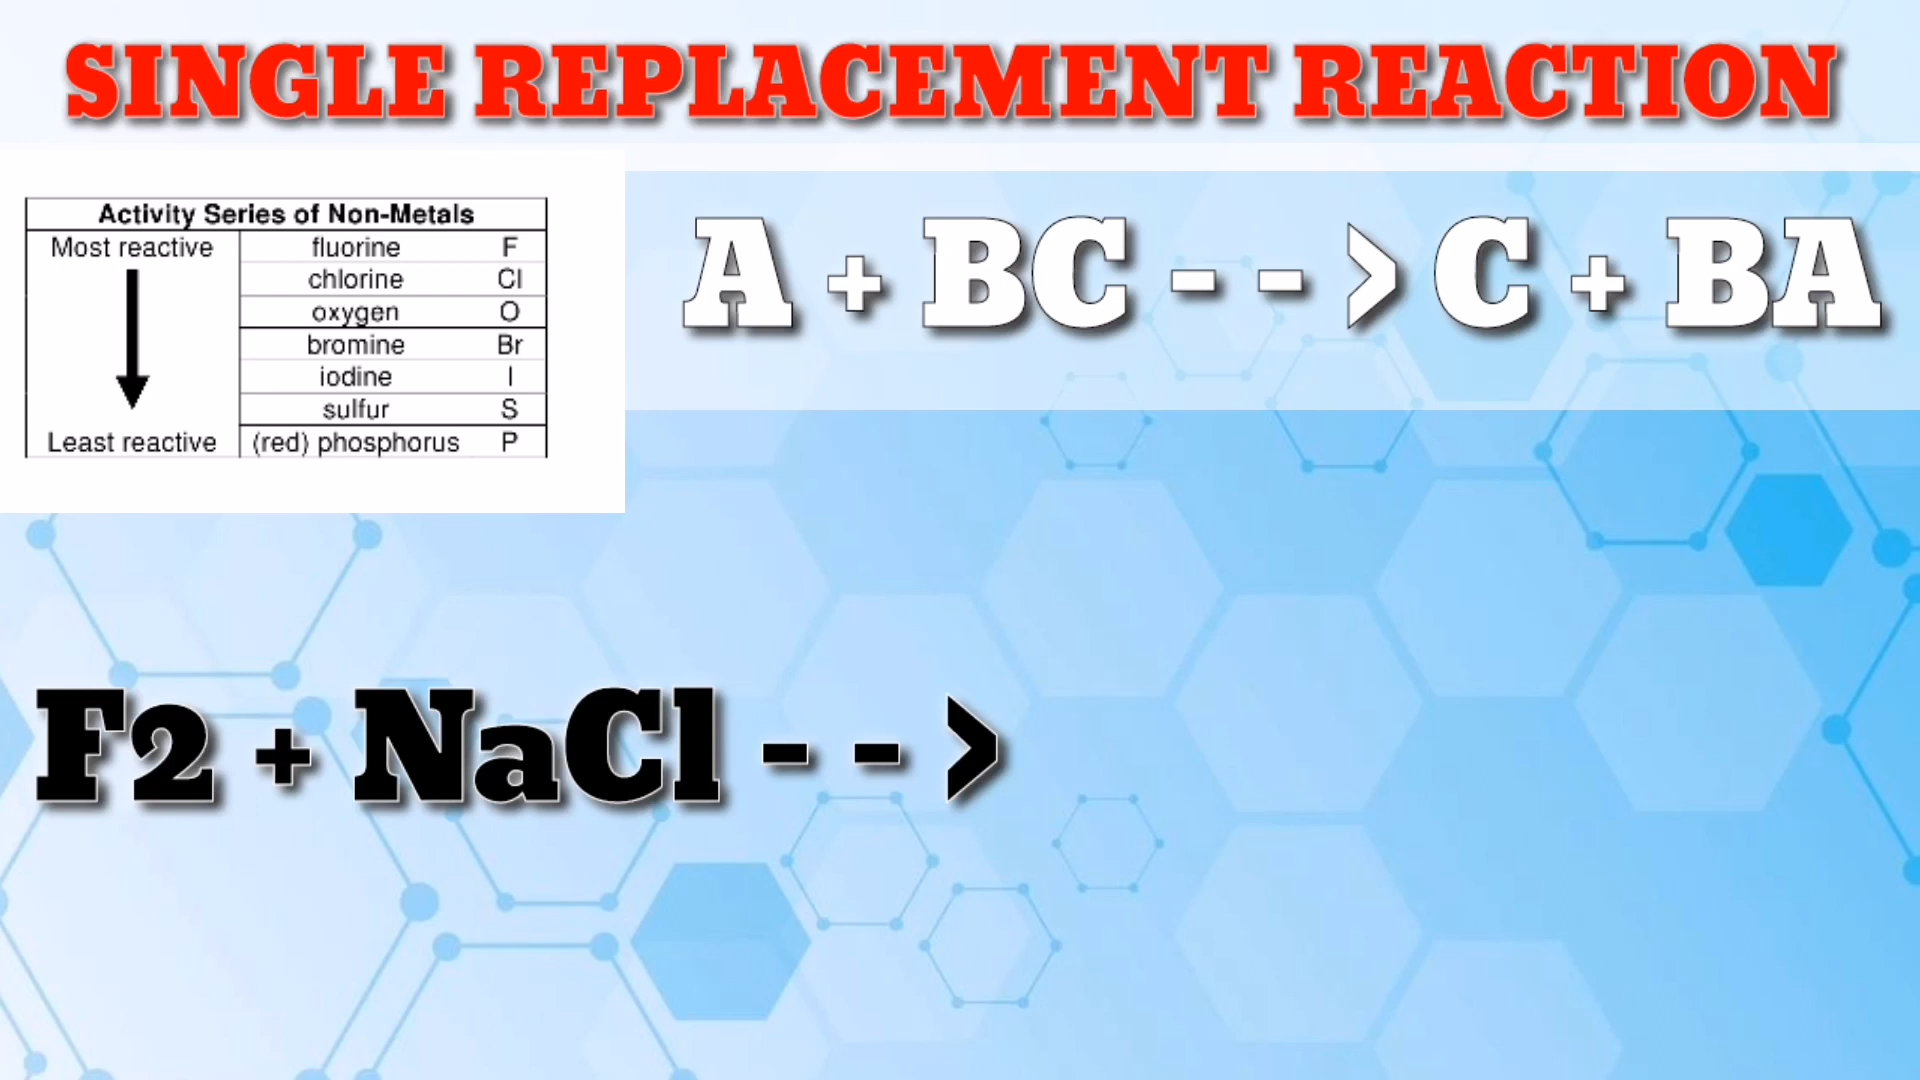 SINGLE REPLACEMENT REACTION
Activity Series of Non-Metals
Most reactive fluorine F
chlorine Cl
oxygen O
bromine Br
iodine I
sulfur S
Least reactive (red) phosphorus P
A + BC - - > C + BA
F2 + NaCl - - >